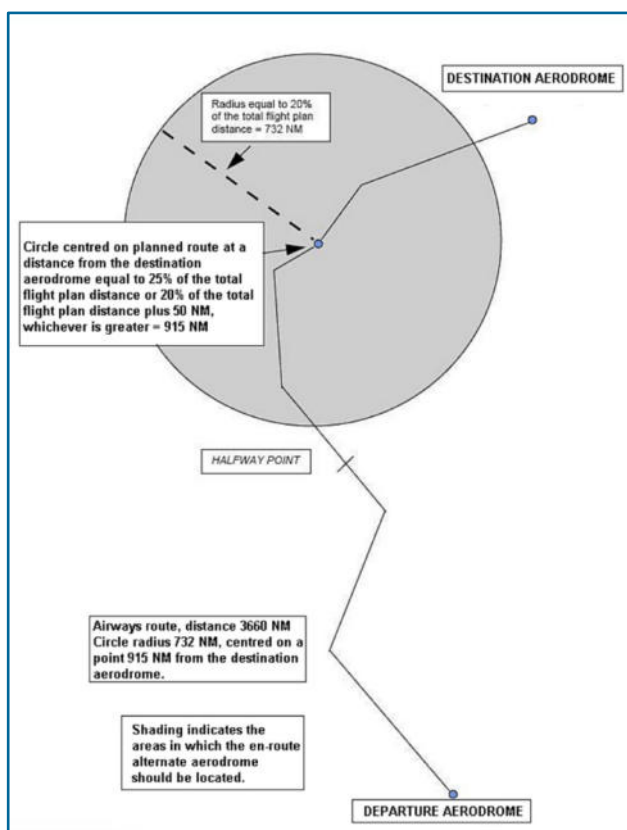 DESTINATION AERODROME
Radius equal to 20%
of the total flight plan
distance = 732 NM
Circle centred on planned route at a
distance from the destination
aerodrome equal to 25% of the total
flight plan distance or 20% of the total
flight plan distance plus 50 NM,
whichever is greater = 915 NM
HALFWAY POINT
Airways route, distance 3660 NM
Circle radius 732 NM, centred on a
point 915 NM from the destination
aerodrome.
Shading indicates the
areas in which the en-route
alternate aerodrome
should be located.
DEPARTURE AERODROME